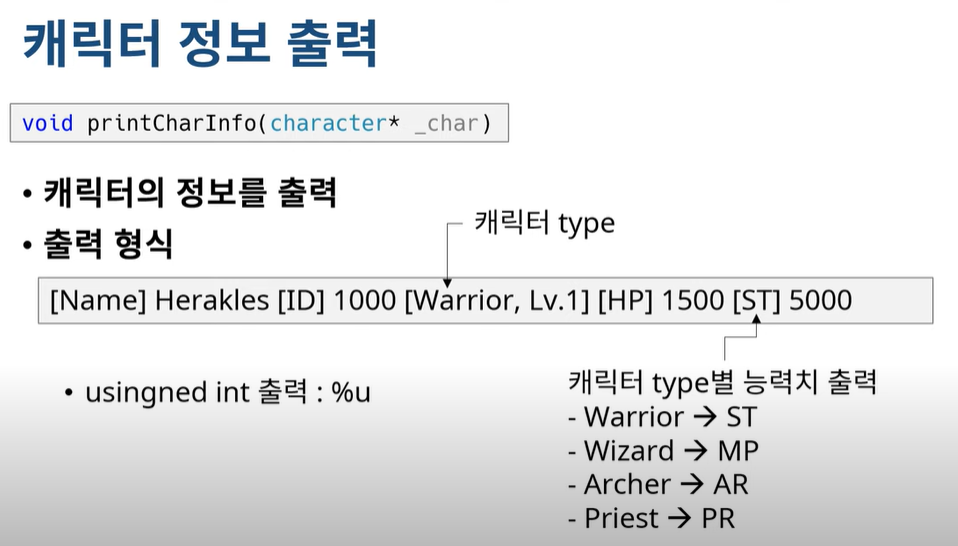 캐릭터 정보 출력
void printCharInfo(character* _char)
• 캐릭터의 정보를 출력
• 출력 형식
캐릭터 type
[Name] Herakles [ID] 1000 [Warrior, Lv.1] [HP] 1500 [ST] 5000
• usingned int 출력 : %u
캐릭터 type별 능력치 출력
- Warrior → ST
- Wizard → MP
- Archer → AR
- Priest → PR